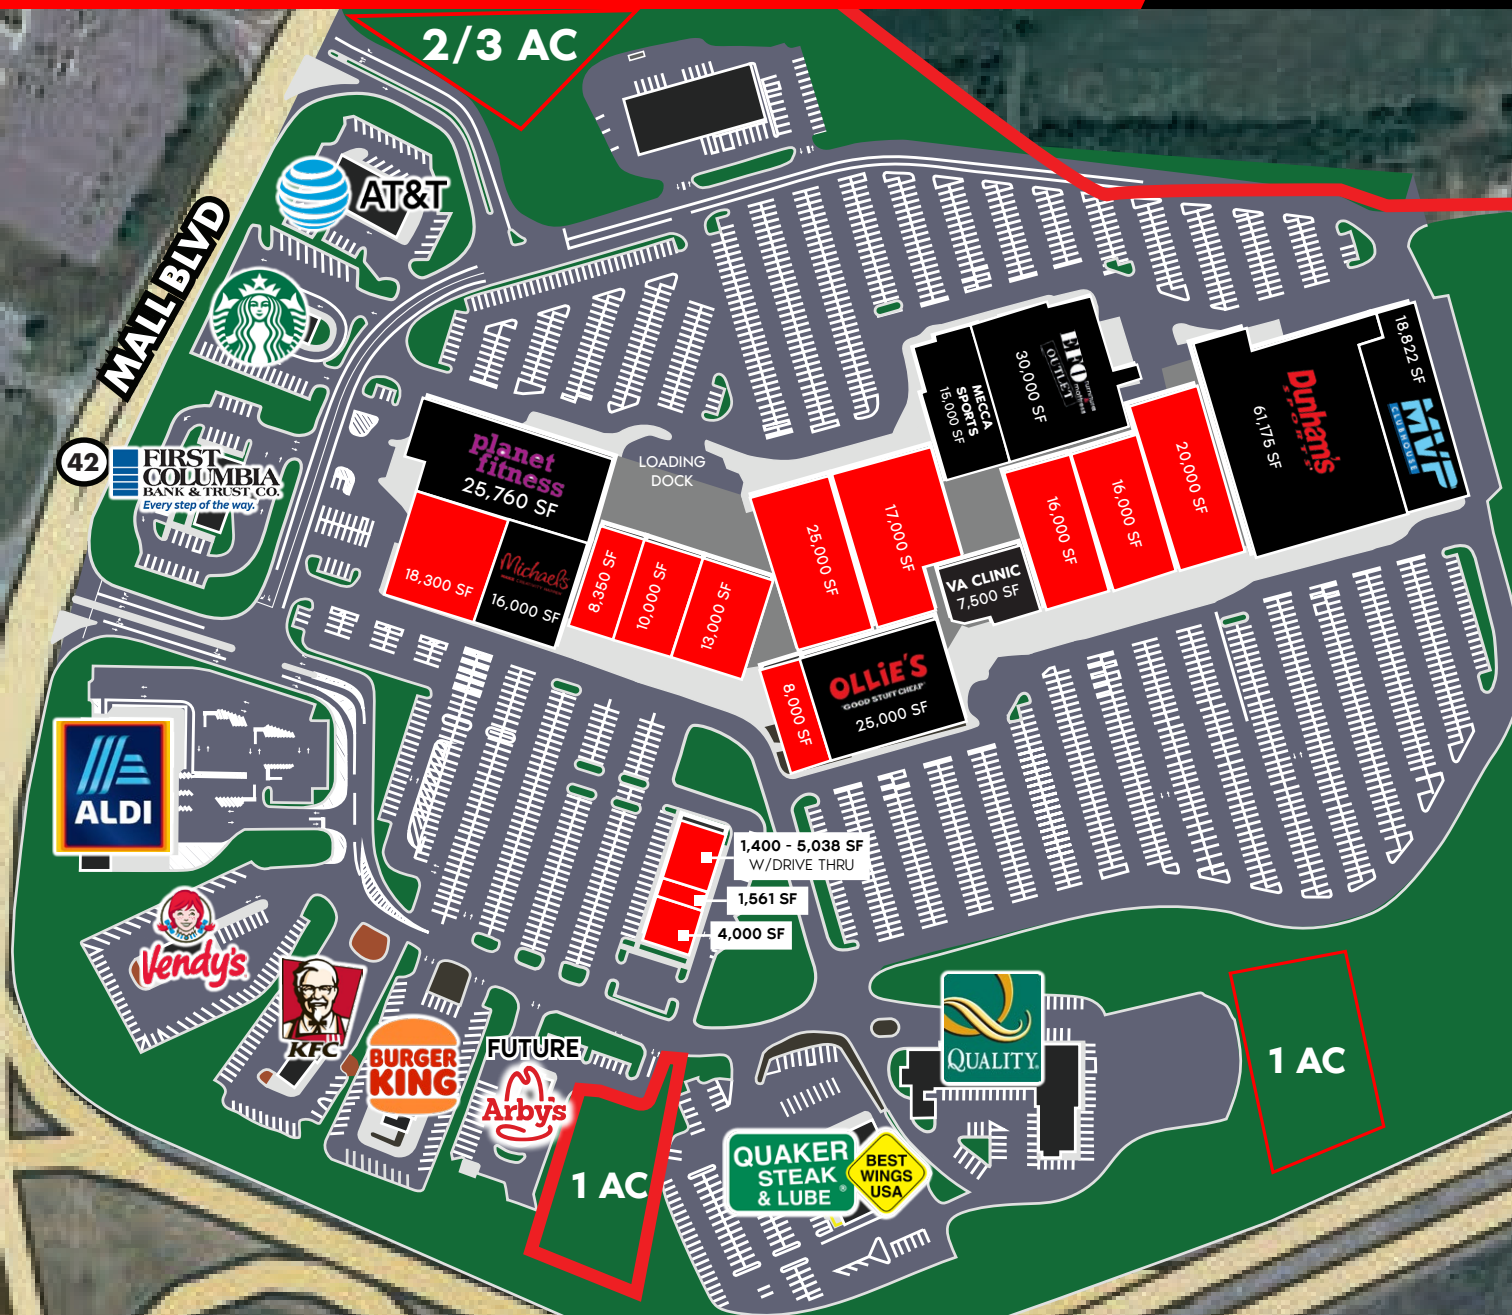 2/3 AC
AT&T
MALL BLVD
42
FIRST
COLUMBIA
BANK & TRUST CO.
Every step of the way.
planet
fitness
25,760 SF
LOADING
DOCK
18,300 SF
Michaels
16,000 SF
8,350 SF
10,000 SF
13,000 SF
25,000 SF
17,000 SF
MECCA
SPORTS
15,000 SF
EFO
furniture
mattress
OUTLET
30,000 SF
VA CLINIC
7,500 SF
16,000 SF
16,000 SF
20,000 SF
Dunham's
SPORTS
61,175 SF
18,822 SF
MVP
CLUBHOUSE
8,000 SF
OLLiE'S
GOOD STUFF CHEAP
25,000 SF
ALDI
1,400 - 5,038 SF
W/DRIVE THRU
1,561 SF
4,000 SF
Wendy's
KFC
BURGER
KING
FUTURE
Arby's
1 AC
QUAKER
STEAK
& LUBE®
BEST
WINGS
USA
QUALITY
1 AC